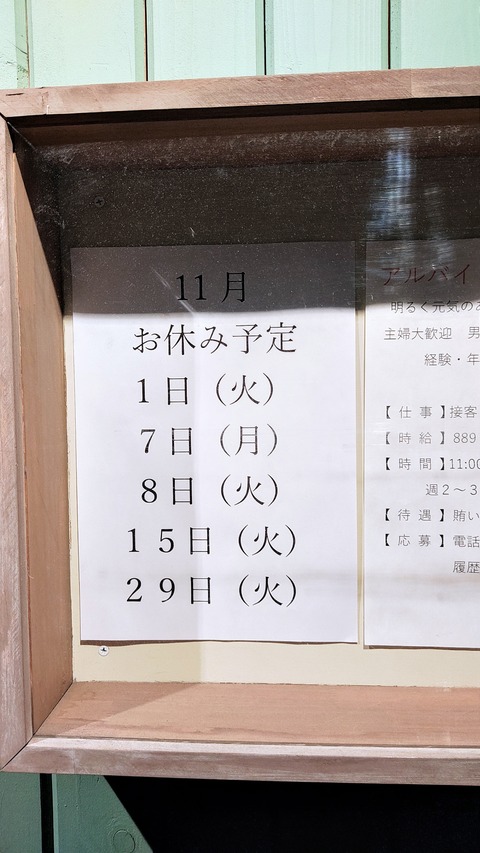 11月
お休み予定
1日（火）
7日（月）
8日（火）
15日（火）
29日（火）
アルバイ
明るく元気の
主婦大歓迎 男
経験・年
【仕事】接客
【時給】889
【時間】11:00
週2～3
【待遇】賄い
【応募】電話
履歴